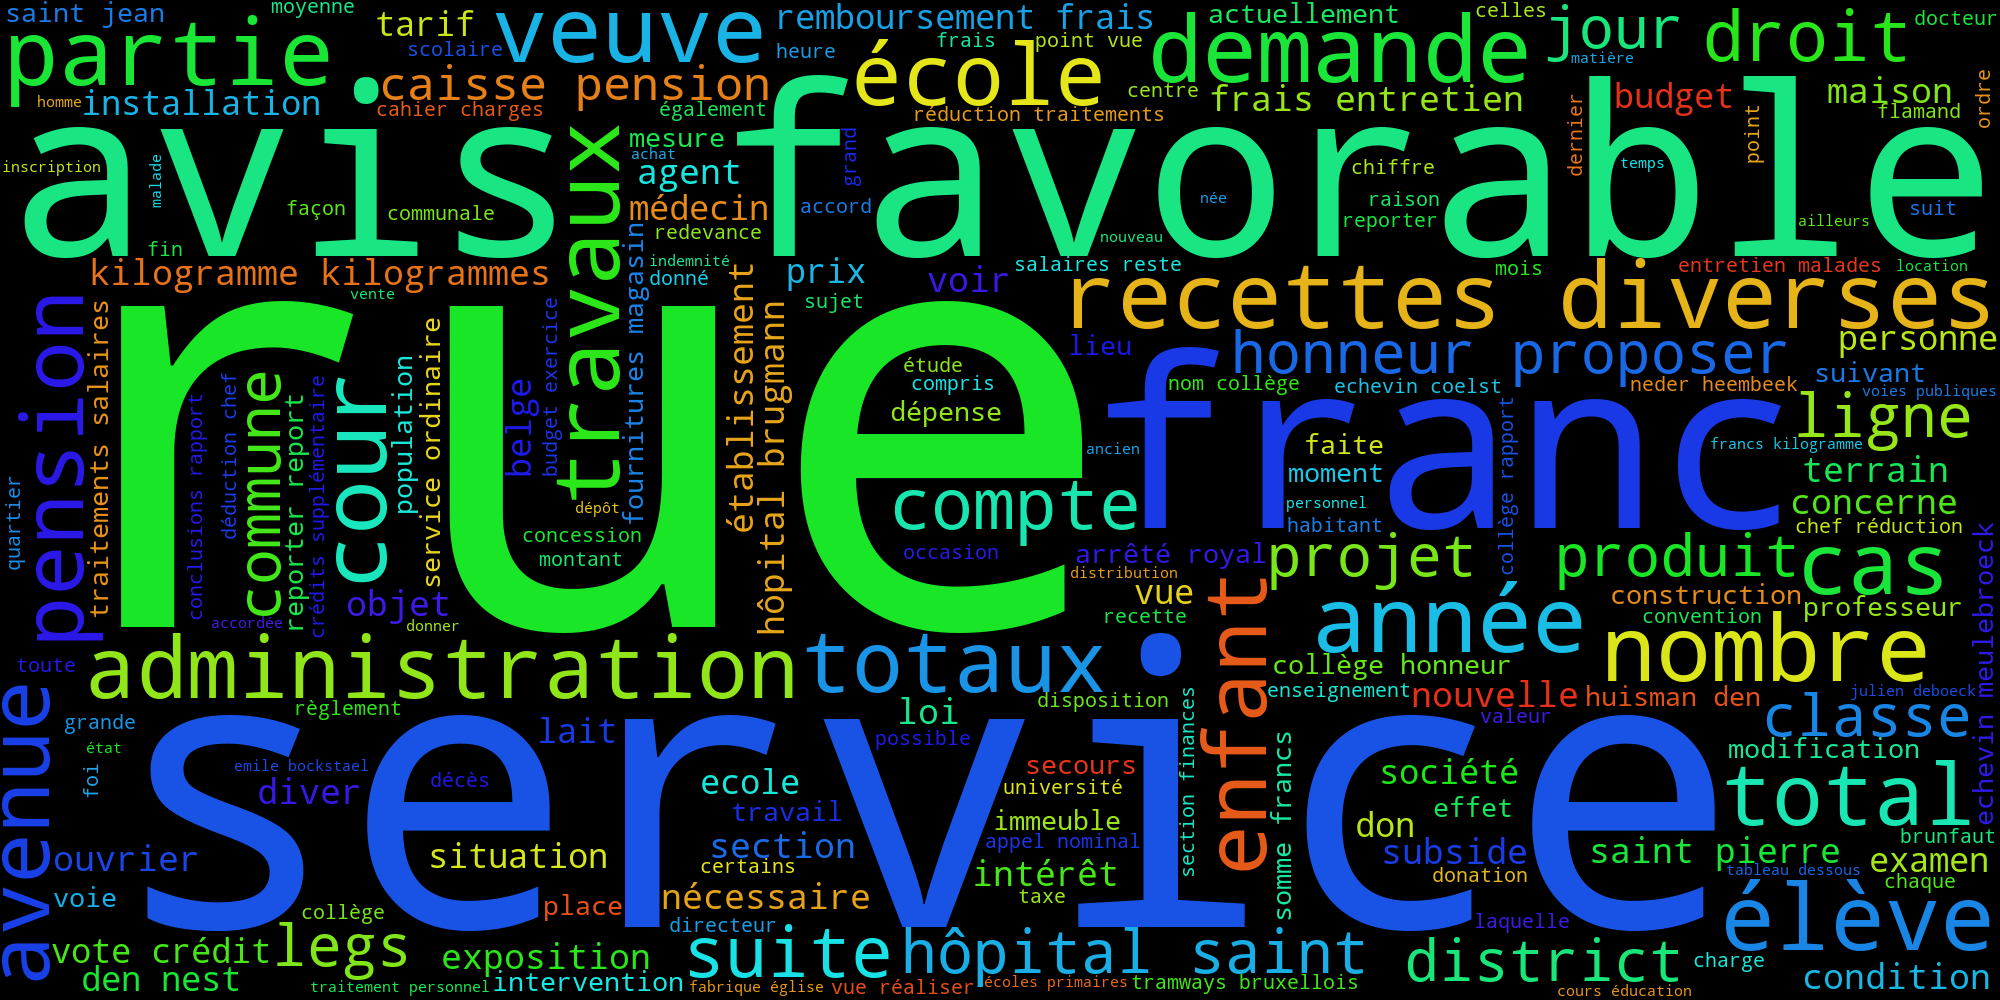 saint jean
moyenne
tarif
scolaire
veuve
remboursement frais
heure
frais
point vue
actuellement
celles
docteur
partie
école
demande
jour
matière
droit
caisse pension
homme
installation
cahier charges
également
réduction traitements
centre
frais entretien
budget
maison
flamand
ordre
avis favorable
inscription
malade
façon
communale
fin
travaux
mesure
achat
agent
médecin
redevance
grand
accord
née
nouveau
chiffre
raison
reporter
dernier
temps
point
ailleurs
suit
kilogramme kilogrammes
vente
indemnité
donné
fournitures magasin
prix
sujet
voir
salaires reste
mois
entretien malades
location
recettes diverses
pension
traitements salaires
rue
établissement
hôpital brugmann
lieu
honneur proposer
personne
étude
compris
dépense
nom collège
echevin coelst
neder heembeek
suivant
voies publiques
quartier
conclusions rapport
déduction chef
commune
reporter report
crédits supplémentaire
cour
population
service ordinaire
belge
budget exercice
dépôt
concession
montant
ancien
franc
faite
moment
personnel
habitant
collège rapport
francs kilogramme
ligne
terrain
concerne
chef réduction
compte
occasion
arrêté royal
distribution
projet
produit
cas
accordée
objet
donner
vue
recette
enfant
année
construction
convention
professeur
echevin meulebroeck
toute
administration
totaux
nombre
collège honneur
enseignement
nouvelle
huisman den
julien deboeck
avenue
grande
règlement
état
foi
lait
loi
possible
disposition
section finances
valeur
classe
modification
service
emile bockstael
diver
décès
ecole
travail
secours
université
somme francs
société
effet
total
ouvrier
situation
section
certains
immeuble
appel nominal
don
subside
donation
saint pierre
brunfaut
tableau dessous
examen
chaque
voie
collège
place
nécessaire
directeur
intérêt
taxe
laquelle
élève
vote crédit
legs
den nest
exposition
suite
hôpital saint
district
charge
condition
traitement personnel
intervention
fabrique église
vue réaliser
écoles primaires
tramways bruxellois
cours éducation